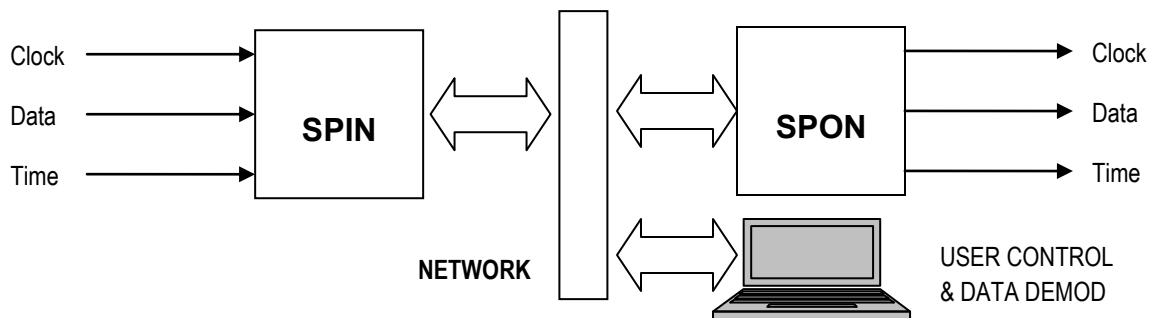 Clock
Data
Time
SPIN
NETWORK
SPON
Clock
Data
Time
USER CONTROL
& DATA DEMOD